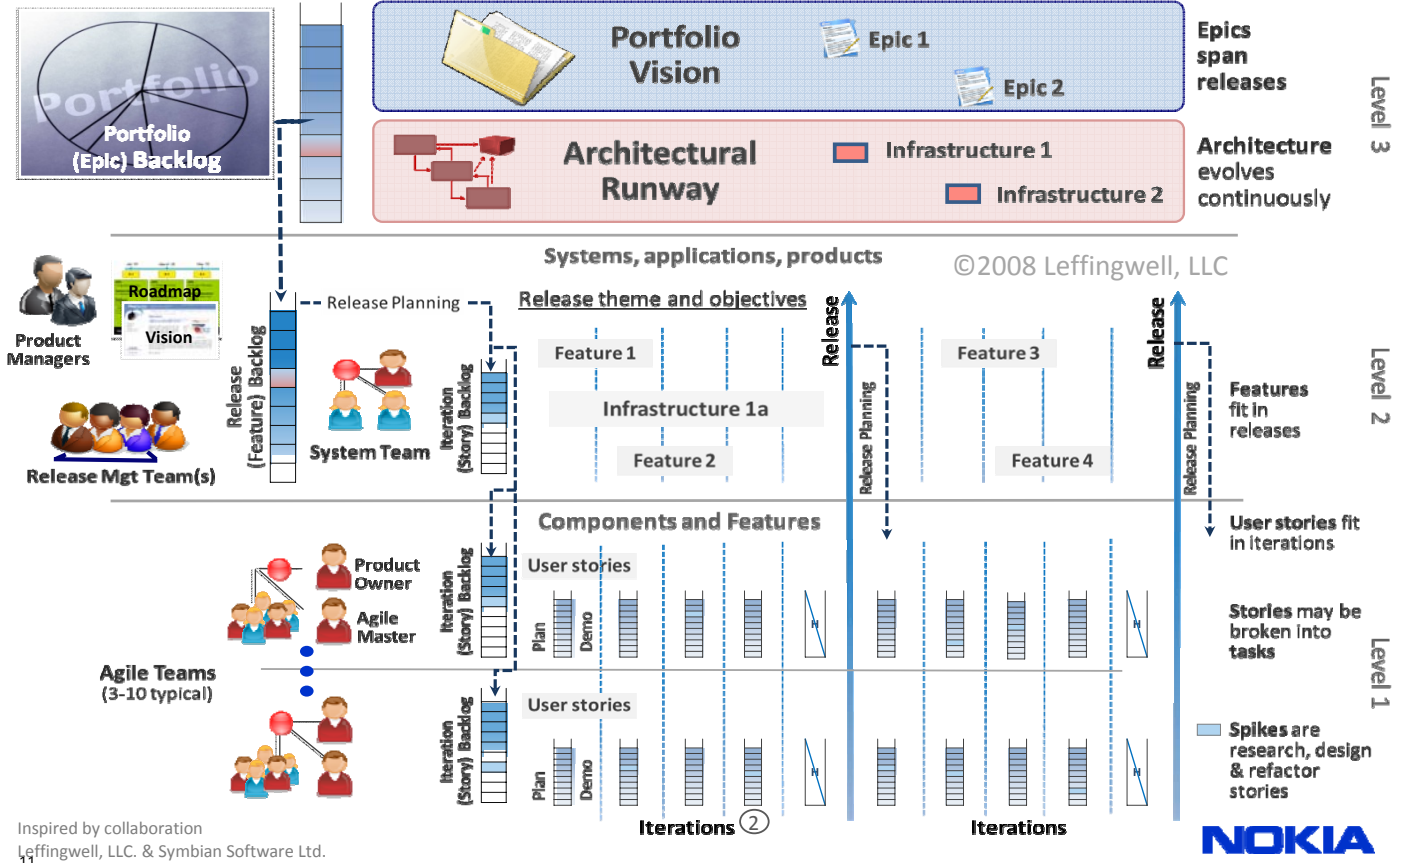 Portfolio
Portfolio
(Epic) Backlog
Portfolio
Vision
Epic 1
Epic 2
Epics
span
releases
Level 3
Architectural
Runway
Infrastructure 1
Infrastructure 2
Architecture
evolves
continuously
Systems, applications, products
©2008 Leffingwell, LLC
Product
Managers
Roadmap
Vision
Release Mgt Team(s)
Release
(Feature) Backlog
Release Planning
System Team
Iteration
(Story) Backlog
Release theme and objectives
Feature 1
Infrastructure 1a
Feature 2
Release
Release Planning
Feature 3
Feature 4
Release
Release Planning
Features
fit in
releases
Level 2
Components and Features
User stories fit
in iterations
Product
Owner
Agile
Master
Agile Teams
(3-10 typical)
Iteration
(Story) Backlog
User stories
Plan
Demo
H
H
Stories may be
broken into
tasks
Level 1
Iteration
(Story) Backlog
User stories
Plan
Demo
H
H
Spikes are
research, design
& refactor
stories
Iterations 2
Iterations
Inspired by collaboration
Leffingwell, LLC. & Symbian Software Ltd.
11
NOKIA